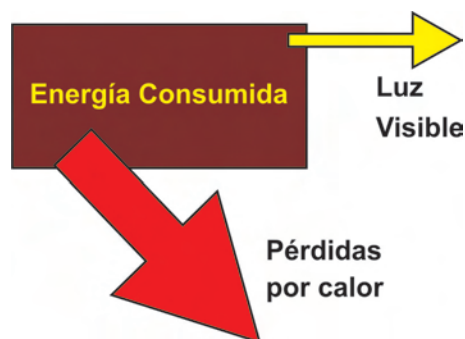 Energía Consumida
Luz
Visible
Pérdidas
por calor